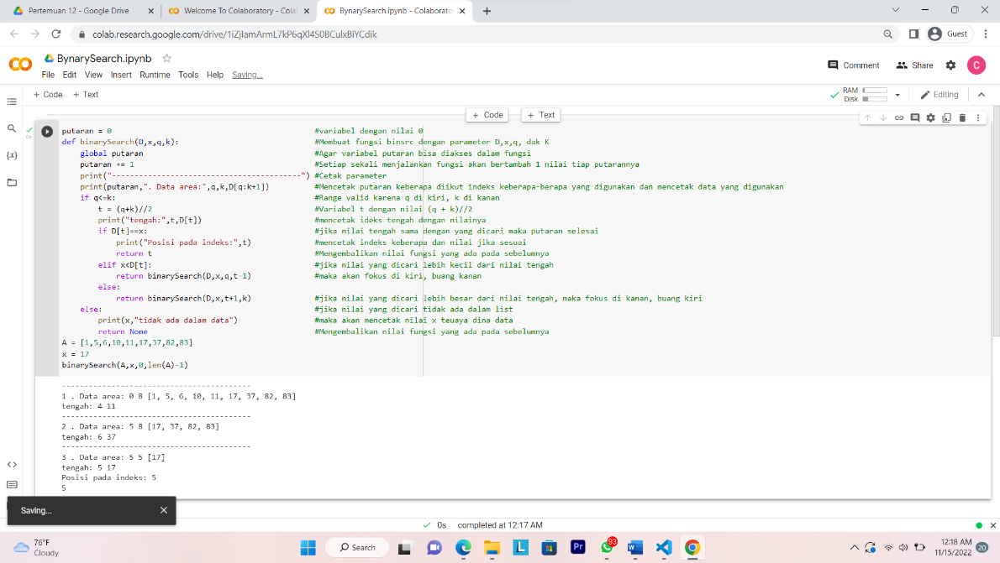 Pertemuan 12 - Google Drive
Welcome To Colaboratory - Colal
BynarySearch.ipynb - Colaborato
colab.research.google.com/drive/1iZjIamArmL7kP6qXl4S0BCulxBiYCdik
Guest
BynarySearch.ipynb
File Edit View Insert Runtime Tools Help Saving...
Comment Share C
+ Code + Text
RAM
Disk
Editing
+ Code + Text
0s
{x}
putaran = 0 #variabel dengan nilai 0
def binarySearch(D,x,q,k): #Membuat fungsi binsrc dengan parameter D,x,q, dak K
global putaran #Agar variabel putaran bisa diakses dalam fungsi
putaran += 1 #Setiap sekali menjalankan fungsi akan bertambah 1 nilai tiap putarannya
print("-------------------------------------------") #Cetak parameter
print(putaran,". Data area:",q,k,D[q:k+1]) #Mencetak putaran keberapa diikut indeks keberapa-berapa yang digunakan dan mencetak data yang digunakan
if q<=k: #Range valid karena q di kiri, k di kanan
t = (q+k)//2 #Variabel t dengan nilai (q + k)//2
print("tengah:",t,D[t]) #mencetak ideks tengah dengan nilainya
if D[t]==x: #jika nilai tengah sama dengan yang dicari maka putaran selesai
print("Posisi pada indeks:",t) #mencetak indeks keberapa dan nilai jika sesuai
return t #Mengembalikan nilai fungsi yang ada pada sebelumnya
elif x<D[t]: #jika nilai yang dicari lebih kecil dari nilai tengah
return binarySearch(D,x,q,t-1) #maka akan fokus di kiri, buang kanan
else:
return binarySearch(D,x,t+1,k) #jika nilai yang dicari lebih besar dari nilai tengah, maka fokus di kanan, buang kiri
else: #jika nilai yang dicari tidak ada dalam list
print(x,"tidak ada dalam data") #maka akan mencetak nilai x teuaya dina data
return None #Mengembalikan nilai fungsi yang ada pada sebelumnya
A = [1,5,6,10,11,17,37,82,83]
x = 17
binarySearch(A,x,0,len(A)-1)
-------------------------------------------
1 . Data area: 0 8 [1, 5, 6, 10, 11, 17, 37, 82, 83]
tengah: 4 11
-------------------------------------------
2 . Data area: 5 8 [17, 37, 82, 83]
tengah: 6 37
-------------------------------------------
3 . Data area: 5 5 [17]
tengah: 5 17
Posisi pada indeks: 5
5
Saving...
0s completed at 12:17 AM
76°F
Cloudy
Search
L
Pr
93
W
12:18 AM
11/15/2022
20